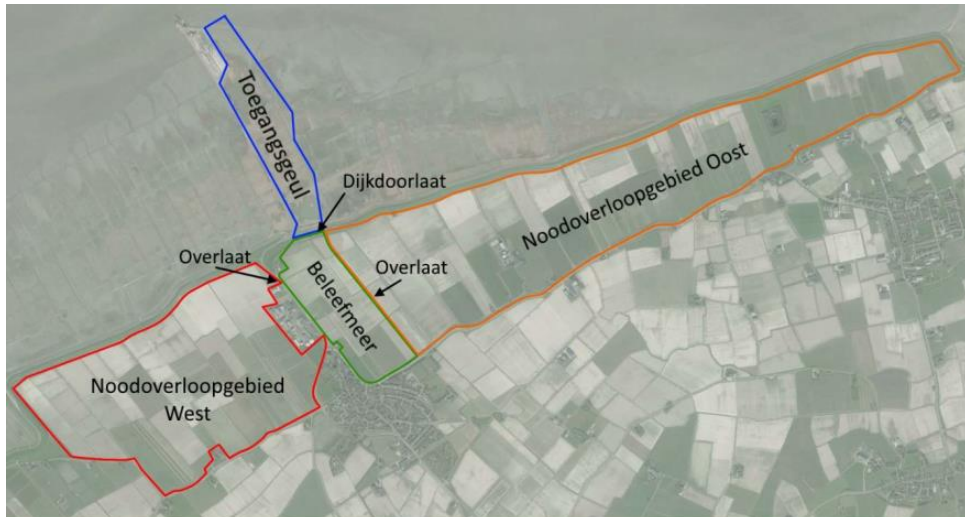 Toegangsgeul
Noodoverloopgebied Oost
Dijkdoorlaat
Overlaat
Overlaat
Beleefmeer
Noodoverloopgebied
West